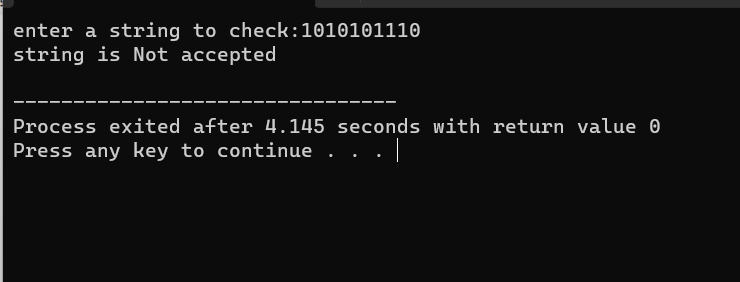 enter a string to check:1010101110
string is Not accepted
--------------------------------
Process exited after 4.145 seconds with return value 0
Press any key to continue . . .